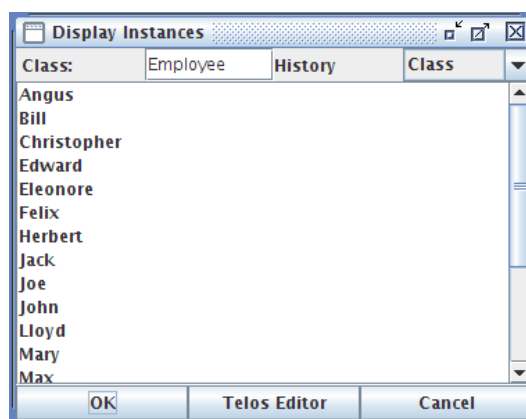 Display Instances
Class: Employee History Class
Angus
Bill
Christopher
Edward
Eleonore
Felix
Herbert
Jack
Joe
John
Lloyd
Mary
Max
OK Telos Editor Cancel